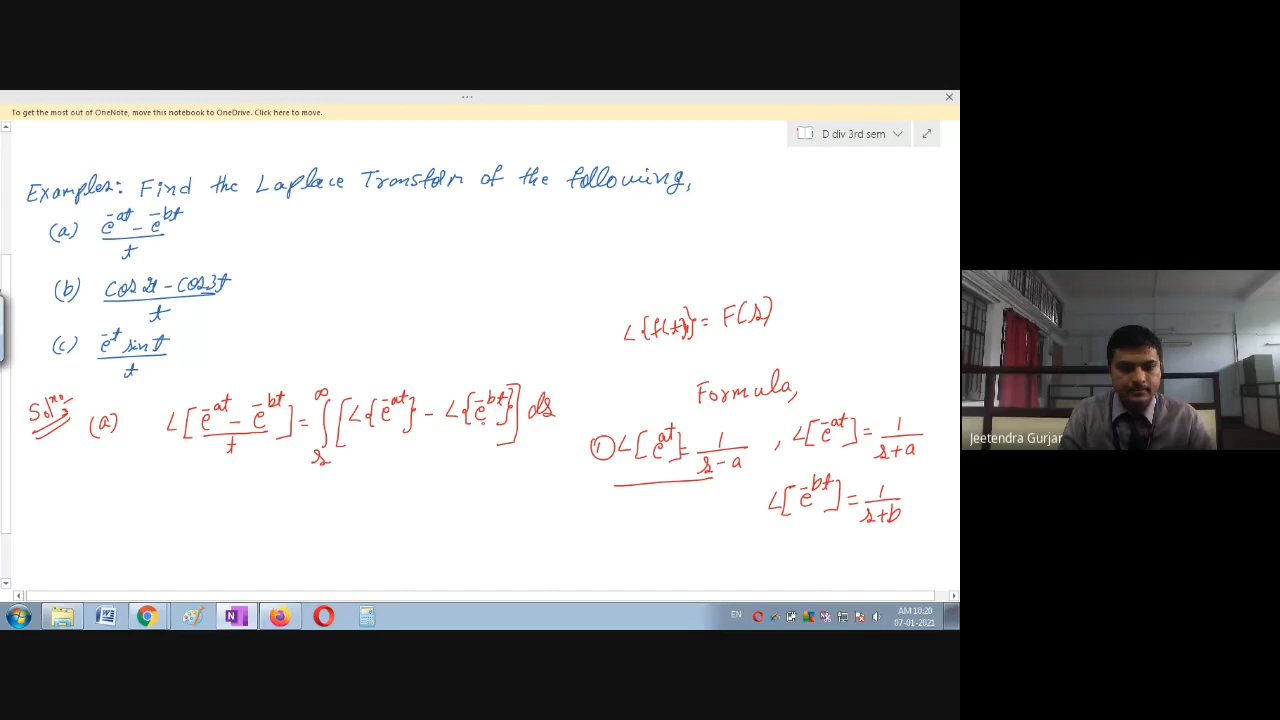 To get the most out of OneNote, move this notebook to OneDrive. Click here to move.
D div 3rd sem
Examples: Find the Laplace Transform of the following,
(a) (e^-at - e^-bt)/t
(b) (cos 2t - cos 3t)/t
(c) (e^-t sin t)/t
L{f(t)} = F(s)
Formula,
① L[e^at] = 1/(s-a) , L[e^-at] = 1/(s+a)
L[e^-bt] = 1/(s+b)
Sol^no
(a) L[(e^-at - e^-bt)/t] = ∫_s^∞ [L{e^-at} - L{e^-bt}] ds
Jeetendra Gurjar
EN
AM 10:20
07-01-2021